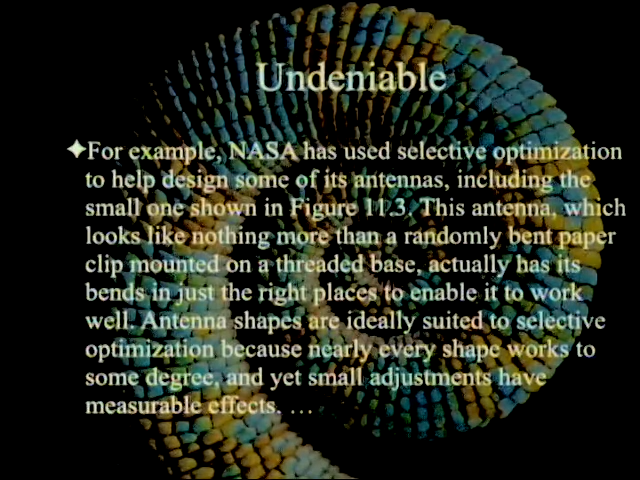 Undeniable
✦For example, NASA has used selective optimization
to help design some of its antennas, including the
small one shown in Figure 11.3. This antenna, which
looks like nothing more than a randomly bent paper
clip mounted on a threaded base, actually has its
bends in just the right places to enable it to work
well. Antenna shapes are ideally suited to selective
optimization because nearly every shape works to
some degree, and yet small adjustments have
measurable effects. …